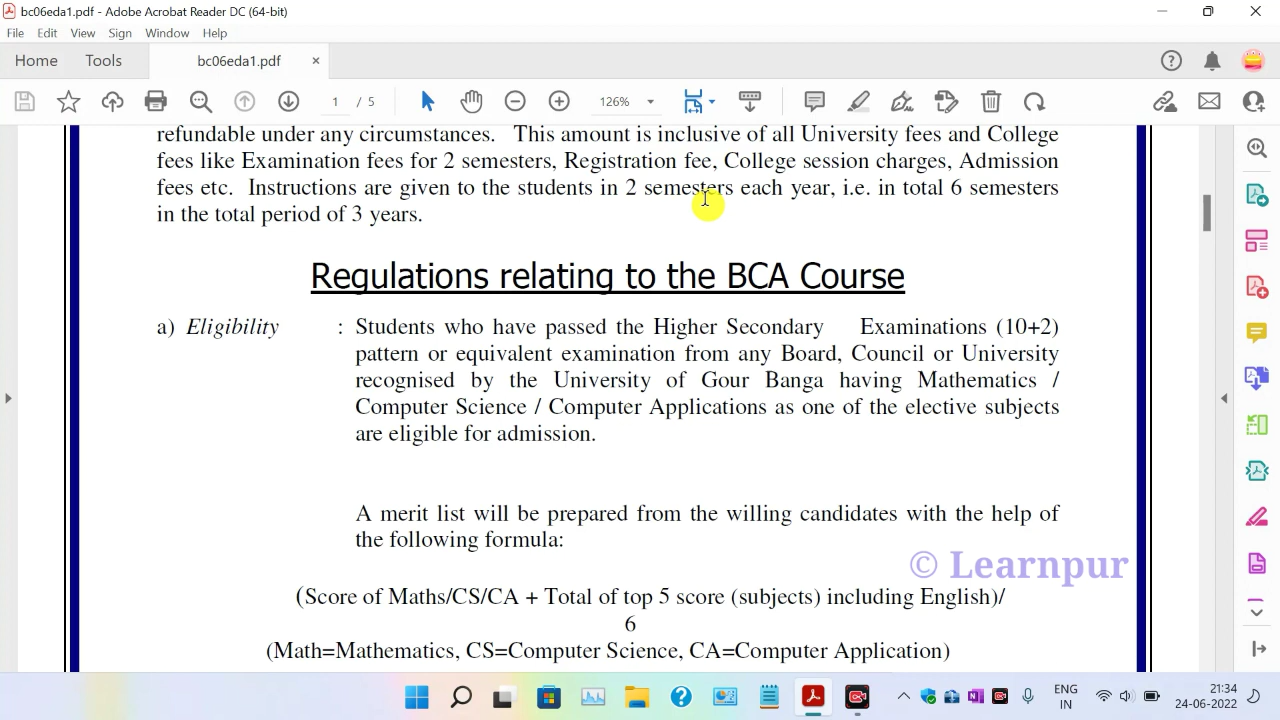 bc06eda1.pdf - Adobe Acrobat Reader DC (64-bit)
File Edit View Sign Window Help
Home Tools bc06eda1.pdf ×
1 / 5 126%
refundable under any circumstances. This amount is inclusive of all University fees and College
fees like Examination fees for 2 semesters, Registration fee, College session charges, Admission
fees etc. Instructions are given to the students in 2 semesters each year, i.e. in total 6 semesters
in the total period of 3 years.
Regulations relating to the BCA Course
a) Eligibility : Students who have passed the Higher Secondary Examinations (10+2)
pattern or equivalent examination from any Board, Council or University
recognised by the University of Gour Banga having Mathematics /
Computer Science / Computer Applications as one of the elective subjects
are eligible for admission.
A merit list will be prepared from the willing candidates with the help of
the following formula:
© Learnpur
(Score of Maths/CS/CA + Total of top 5 score (subjects) including English)/
6
(Math=Mathematics, CS=Computer Science, CA=Computer Application)
ENG
IN
21:34
24-06-2022